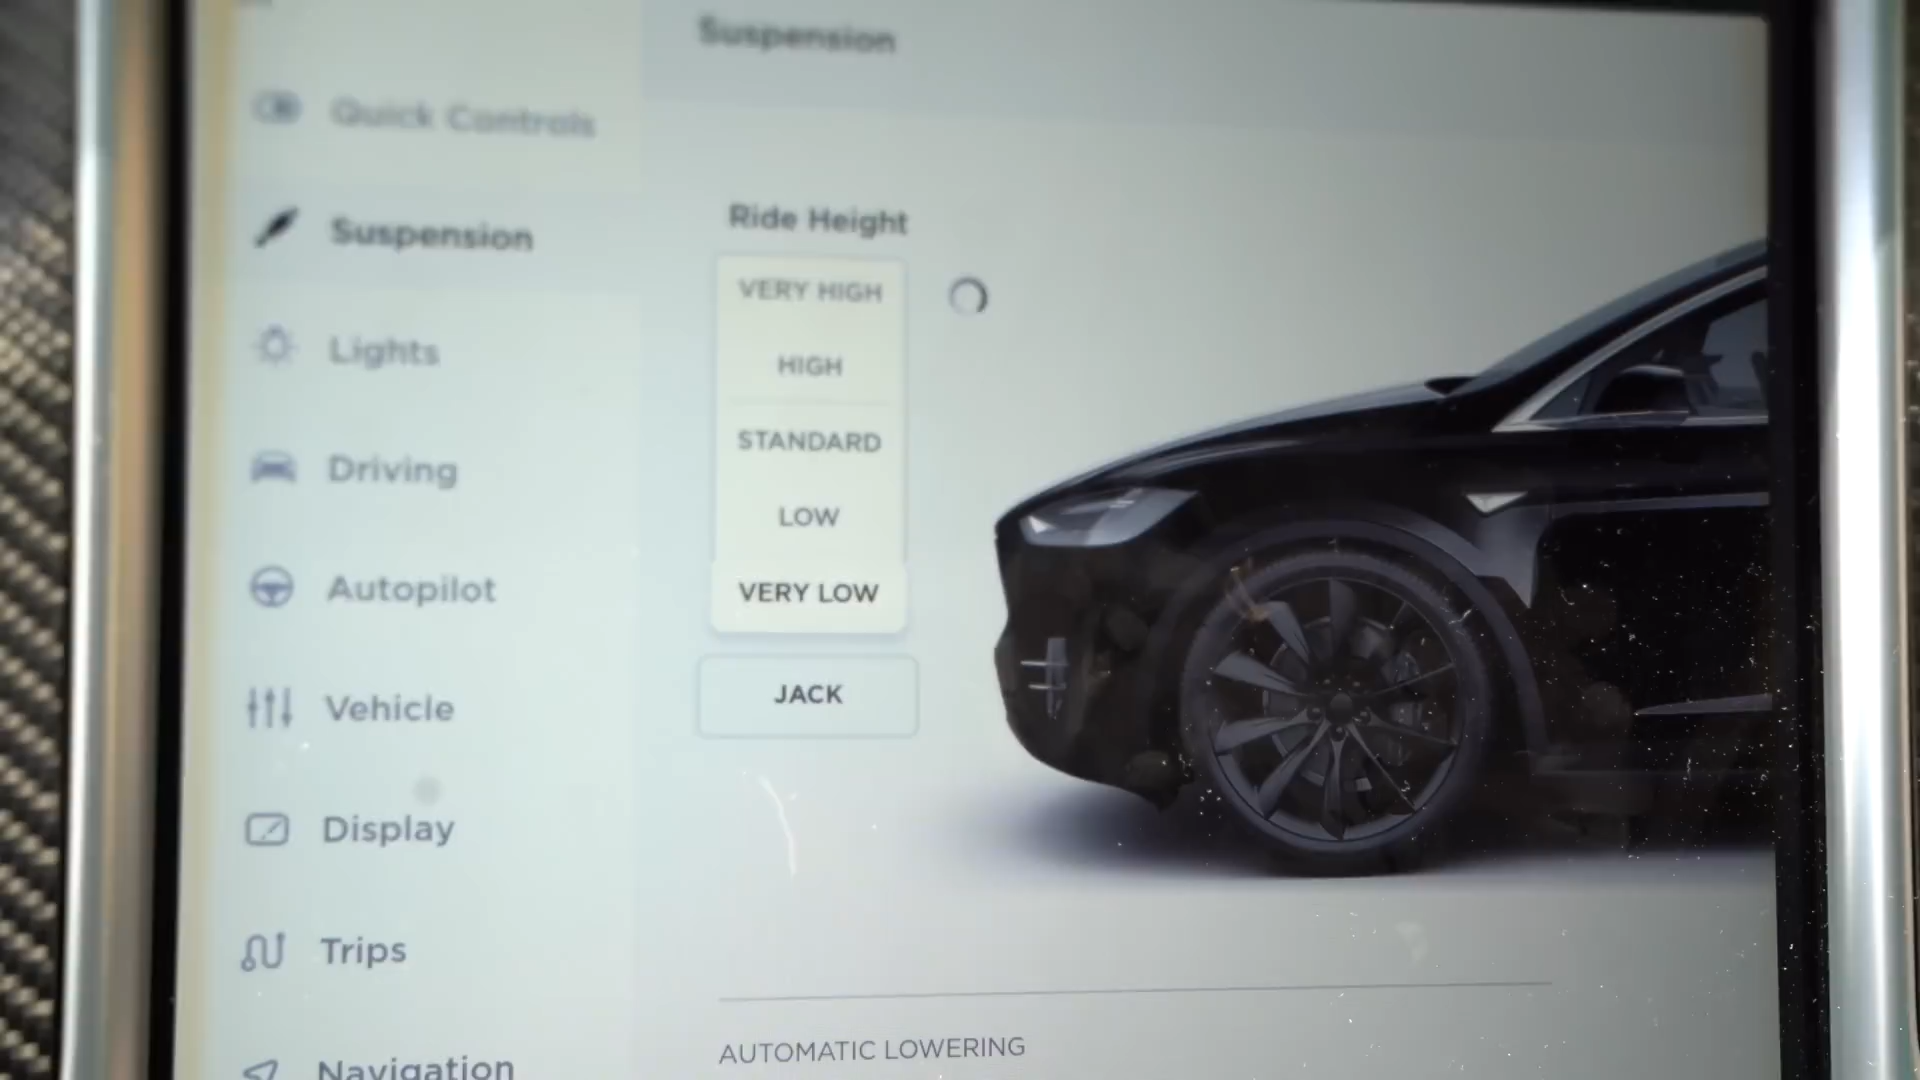 Suspension
Quick Controls
Suspension
Lights
Driving
Autopilot
Vehicle
Display
Trips
Navigation
Ride Height
VERY HIGH
HIGH
STANDARD
LOW
VERY LOW
JACK
AUTOMATIC LOWERING